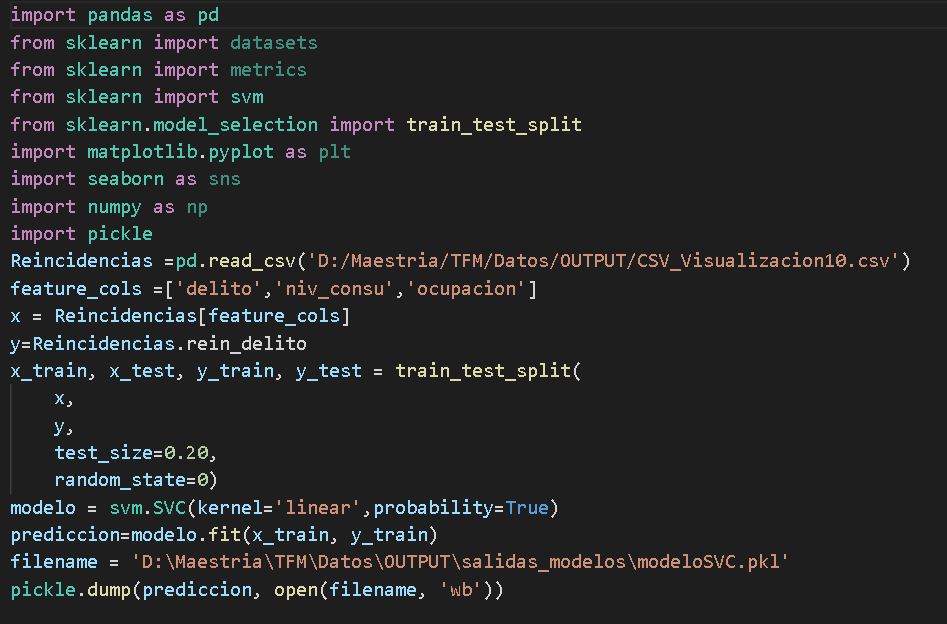 import pandas as pd
from sklearn import datasets
from sklearn import metrics
from sklearn import svm
from sklearn.model_selection import train_test_split
import matplotlib.pyplot as plt
import seaborn as sns
import numpy as np
import pickle
Reincidencias =pd.read_csv('D:/Maestria/TFM/Datos/OUTPUT/CSV_Visualizacion10.csv')
feature_cols =['delito','niv_consu','ocupacion']
x = Reincidencias[feature_cols]
y=Reincidencias.rein_delito
x_train, x_test, y_train, y_test = train_test_split(
    x,
    y,
    test_size=0.20,
    random_state=0)
modelo = svm.SVC(kernel='linear',probability=True)
prediccion=modelo.fit(x_train, y_train)
filename = 'D:\Maestria\TFM\Datos\OUTPUT\salidas_modelos\modeloSVC.pkl'
pickle.dump(prediccion, open(filename, 'wb'))